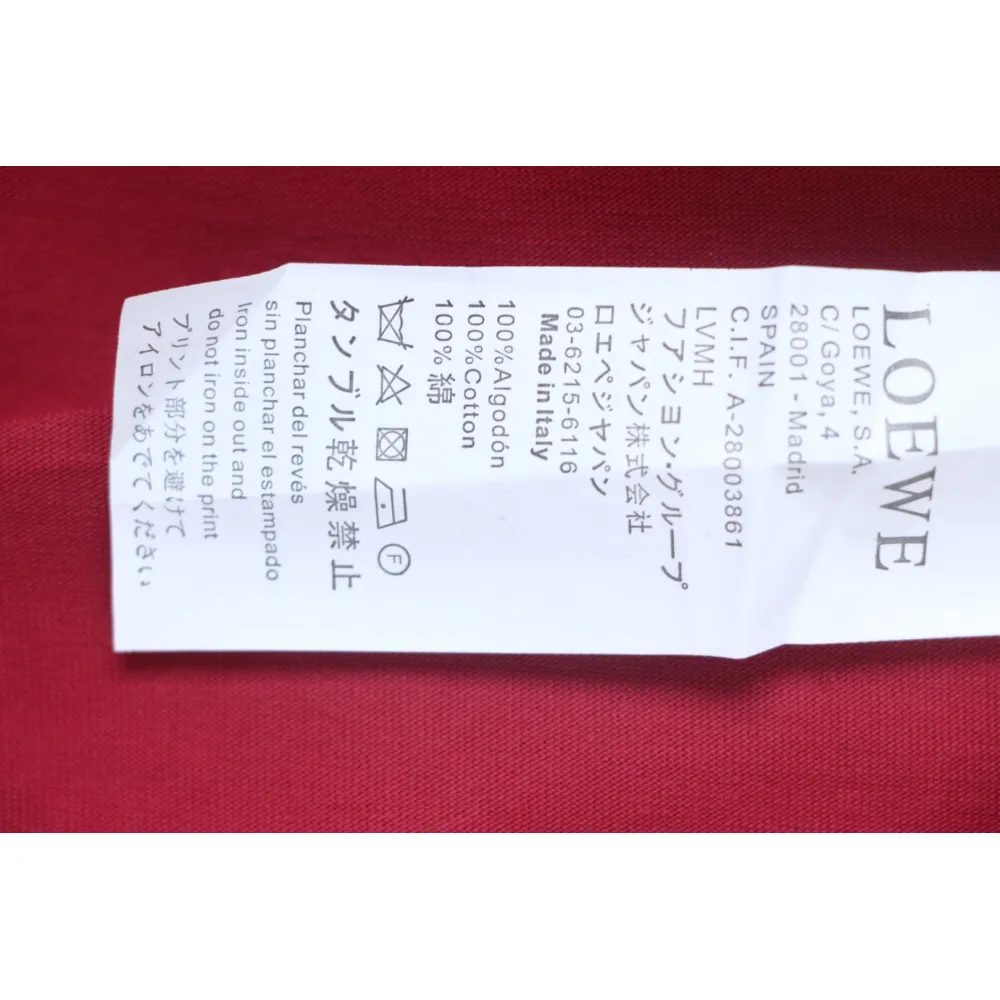 LOEWE
LOEWE, S.A.
C/ Goya, 4
28001 - Madrid
SPAIN
C.I.F. A-28003861
LVMH
ファション·グループ
ジャパン株式会社
ロエベジャパン
03-6215-6116
Made in Italy
100%Algodón
100%Cotton
100% 綿
F
タンブル乾燥禁止
Planchar del revés
sin planchar el estampado
Iron inside out and
do not iron on the print
プリント部分を避けて
アイロンをあでてください